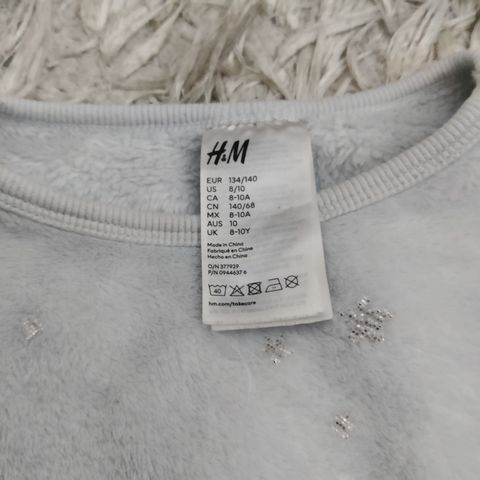 H&M
EUR 134/140
US 8/10
CA 8-10A
CN 140/68
MX 8-10A
AUS 10
UK 8-10Y
Made in China
Fabriqué en Chine
Hecho en China
O/N 377929
P/N 0944637 6
40
hm.com/takecare